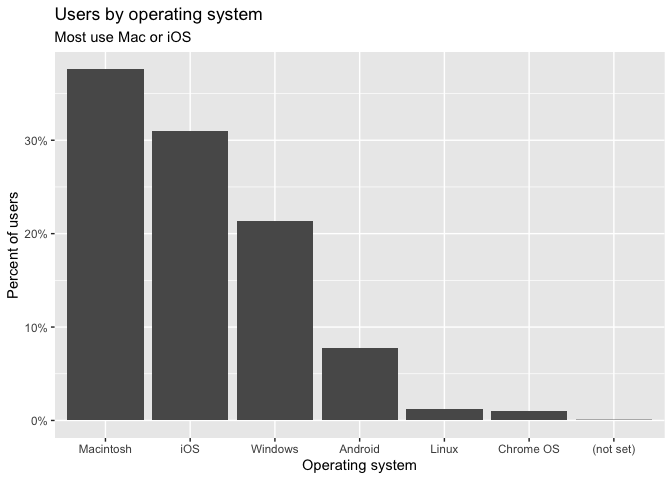 Users by operating system
Most use Mac or iOS
Percent of users
30%
20%
10%
0%
Macintosh iOS Windows Android Linux Chrome OS (not set)
Operating system